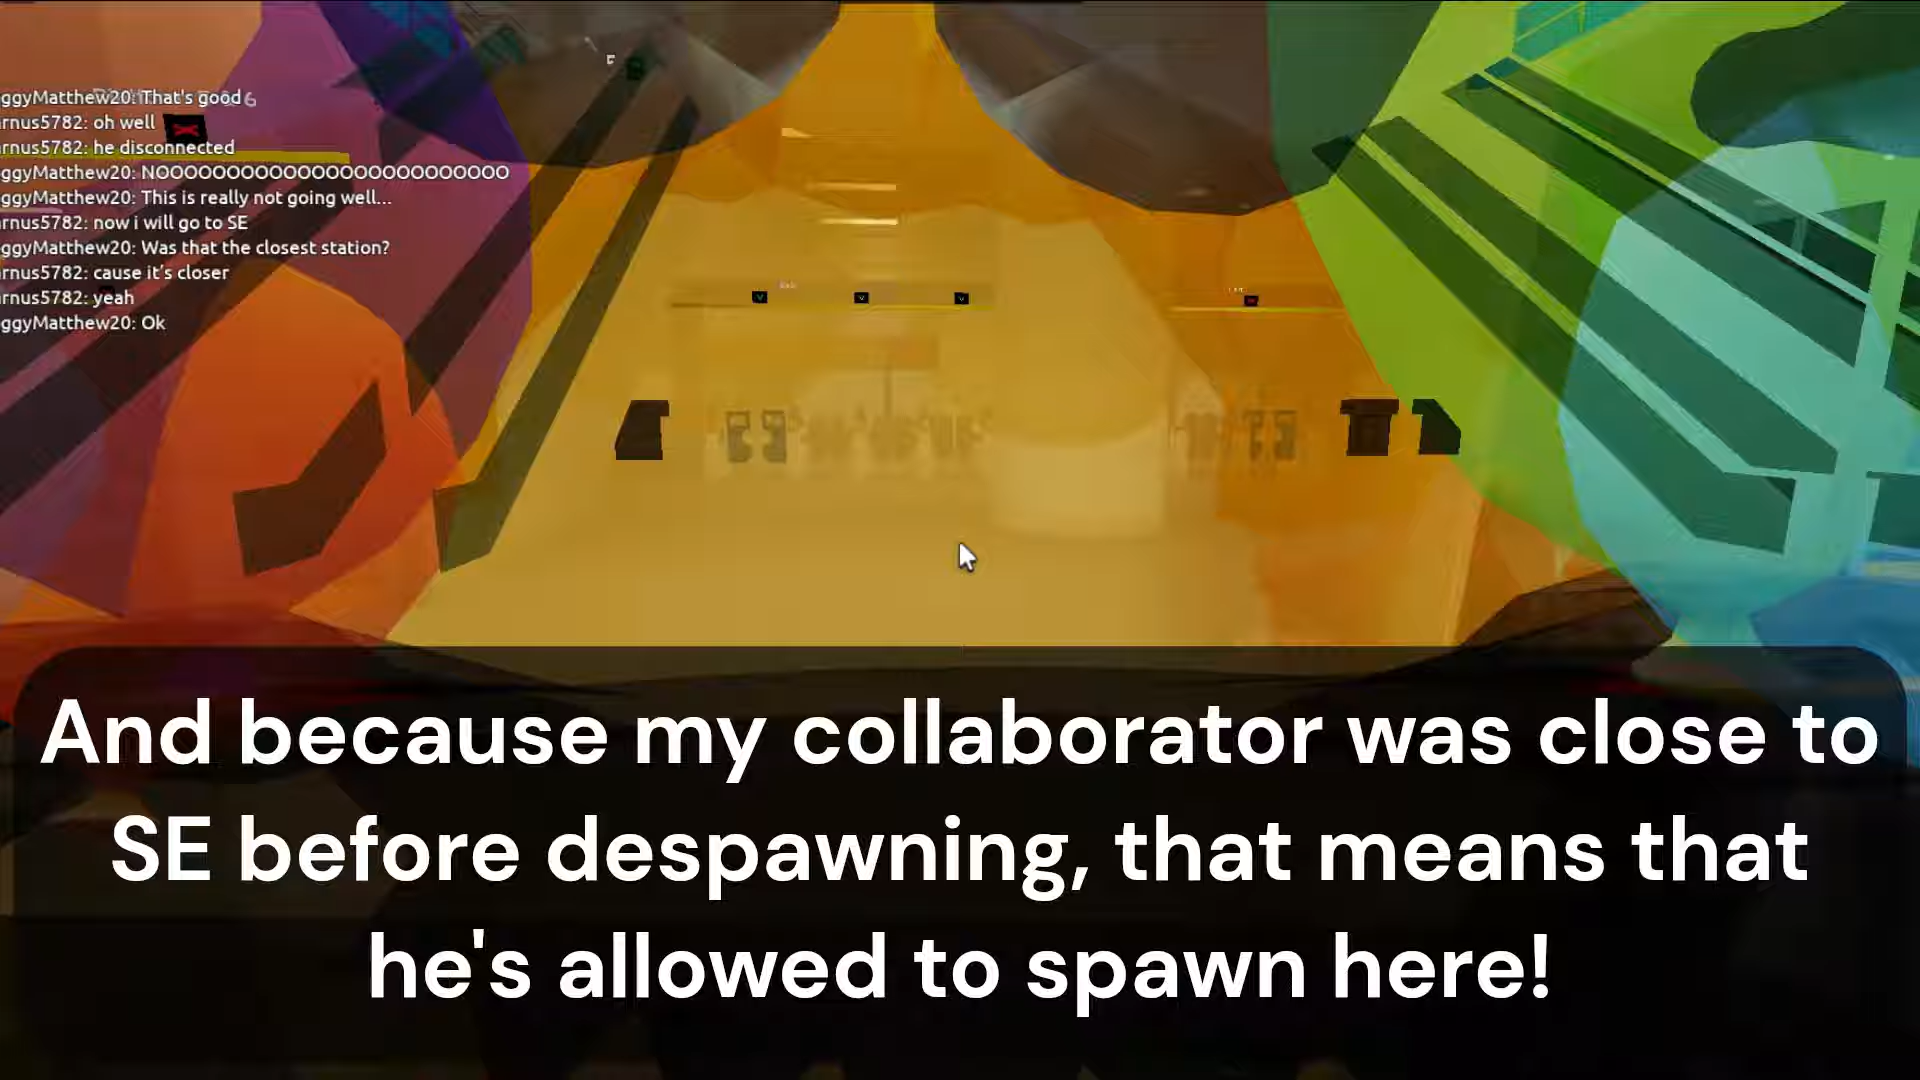 ggyMatthew20: That's good
rnus5782: oh well
rnus5782: he disconnected
ggyMatthew20: NOOOOOOOOOOOOOOOOOOOOOOOOOO
ggyMatthew20: This is really not going well...
rnus5782: now i will go to SE
ggyMatthew20: Was that the closest station?
rnus5782: cause it's closer
rnus5782: yeah
ggyMatthew20: Ok
And because my collaborator was close to
SE before despawning, that means that
he's allowed to spawn here!